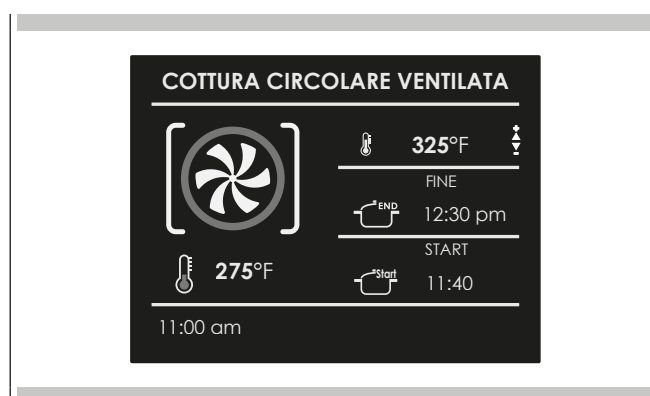 COTTURA CIRCOLARE VENTILATA
325°F
FINE
END
12:30 pm
START
Start
11:40
275°F
11:00 am